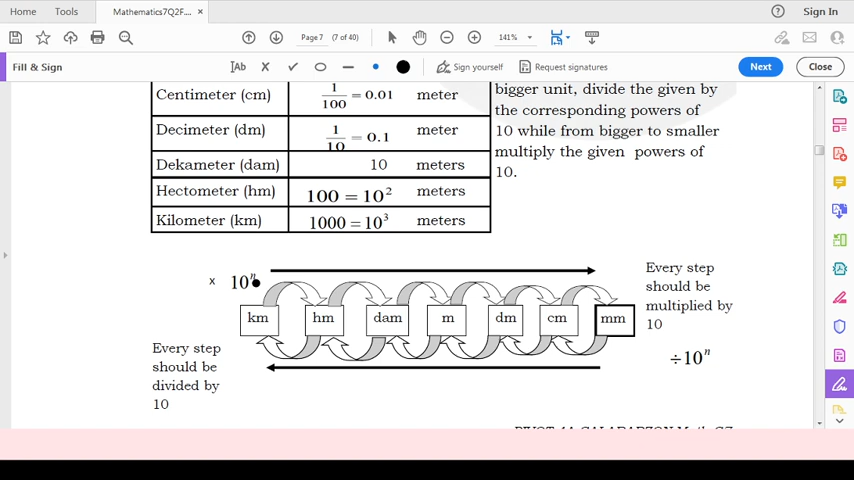 Home Tools Mathematics7Q2F... × Sign In
Page 7 (7 of 40) 141%
Fill & Sign Ab Sign yourself Request signatures Next Close
Centimeter (cm) 1/100 = 0.01 meter
Decimeter (dm) 1/10 = 0.1 meter
Dekameter (dam) 10 meters
Hectometer (hm) 100 = 10² meters
Kilometer (km) 1000 = 10³ meters
bigger unit, divide the given by
the corresponding powers of
10 while from bigger to smaller
multiply the given powers of
10.
x 10ⁿ
Every step
should be
multiplied by
10
km hm dam m dm cm mm
Every step
should be
divided by
10
÷10ⁿ